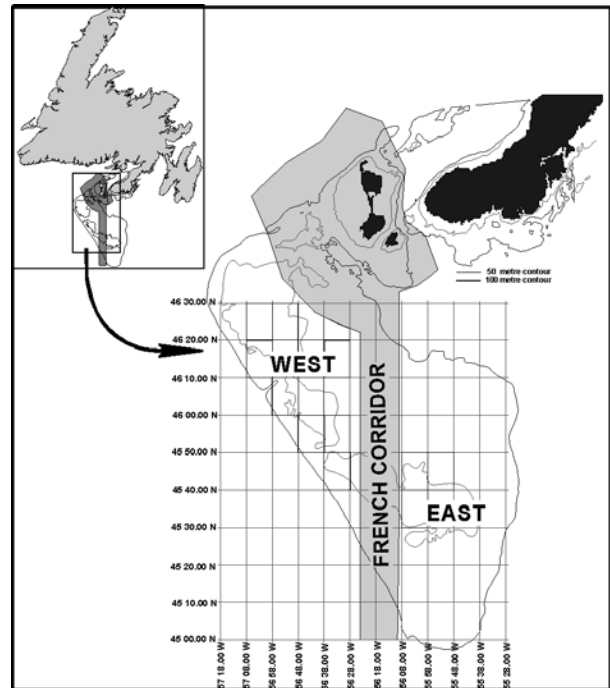 50 metre contour
100 metre contour
46 30.00 N
46 20.00 N
46 10.00 N
46 00.00 N
45 50.00 N
45 40.00 N
45 30.00 N
45 20.00 N
45 10.00 N
45 00.00 N
WEST
FRENCH CORRIDOR
EAST
57 18.00 W
57 08.00 W
56 58.00 W
56 48.00 W
56 38.00 W
56 28.00 W
56 18.00 W
56 08.00 W
55 58.00 W
55 48.00 W
55 38.00 W
55 28.00 W